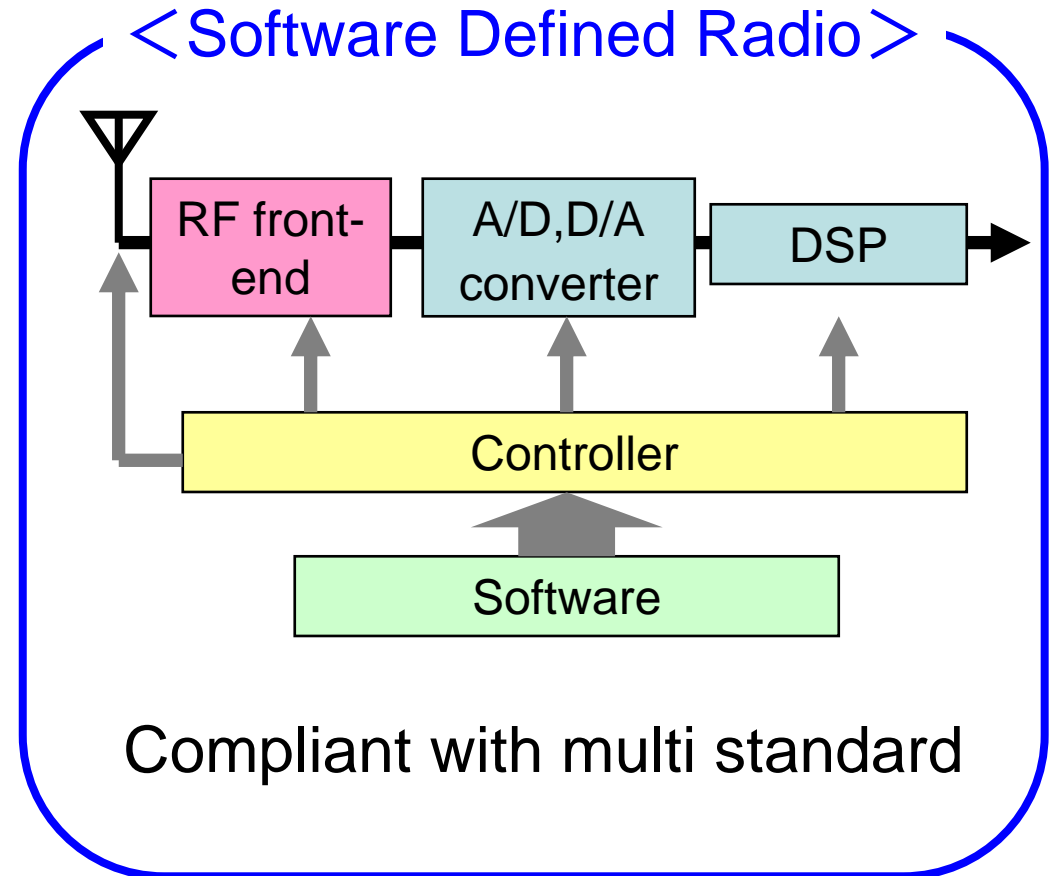 ＜Software Defined Radio＞
RF front-
end
A/D,D/A
converter
DSP
Controller
Software
Compliant with multi standard